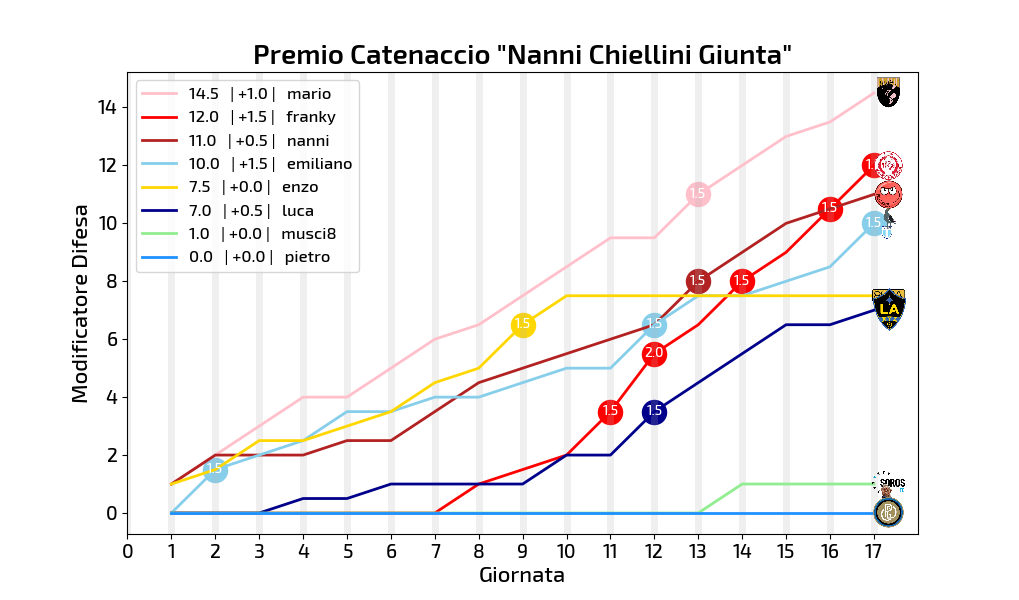 Premio Catenaccio "Nanni Chiellini Giunta"
14.5 | +1.0 | mario
12.0 | +1.5 | franky
11.0 | +0.5 | nanni
10.0 | +1.5 | emiliano
7.5 | +0.0 | enzo
7.0 | +0.5 | luca
1.0 | +0.0 | musci8
0.0 | +0.0 | pietro
Modificatore Difesa
14
12
10
8
6
4
2
0
1.5
1.5
1.5
1.5
1.5
1.5
1.5
1.5
2.0
1.5
1.5
1.5
LA
SOROS
0 1 2 3 4 5 6 7 8 9 10 11 12 13 14 15 16 17
Giornata